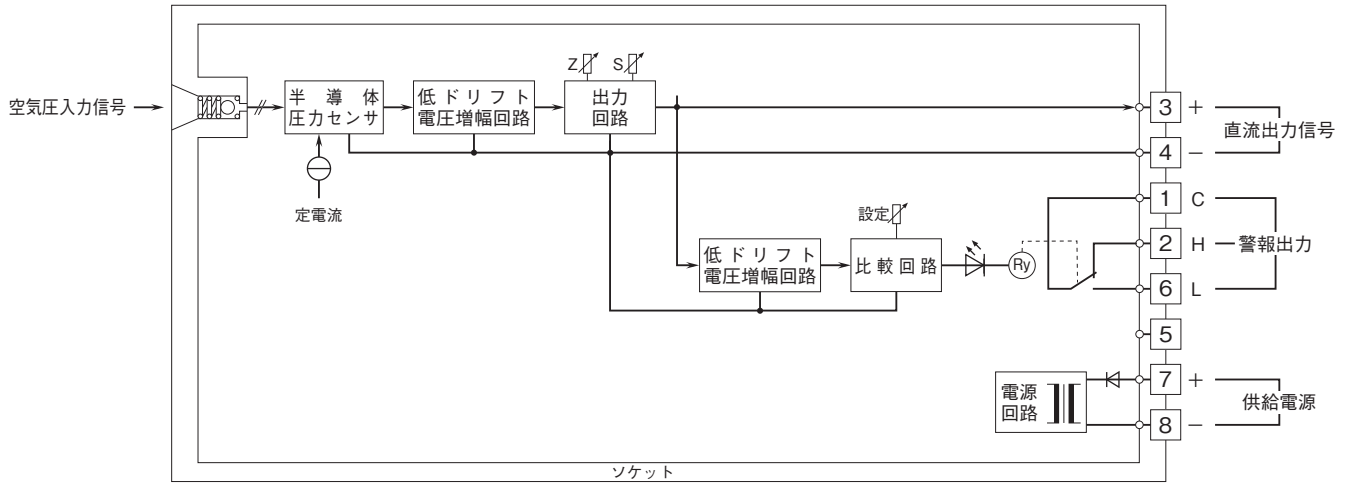 空気圧入力信号
半導体
圧力センサ
定電流
低ドリフト
電圧増幅回路
Z
S
出力
回路
3 +
直流出力信号
4 −
1 C
2 H
警報出力
6 L
設定
低ドリフト
電圧増幅回路
比較回路
Ry
5
電源
回路
7 +
供給電源
8 −
ソケット